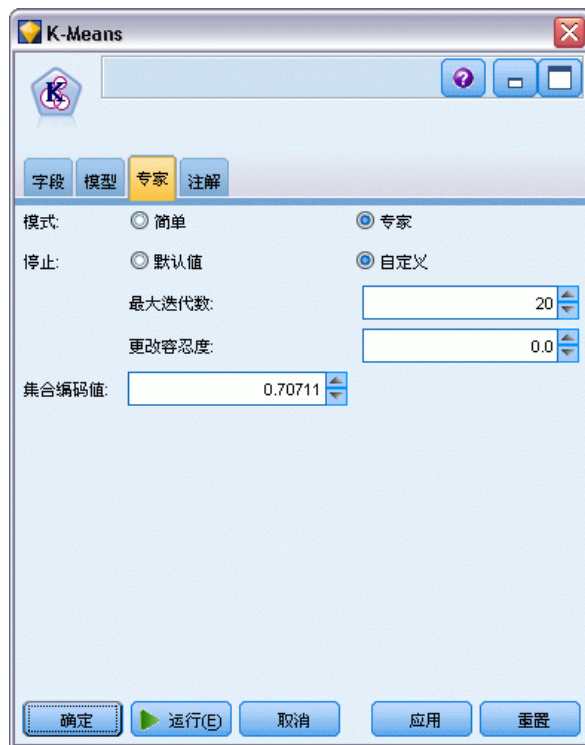 K-Means
K
字段 模型 专家 注解
模式: 简单 专家
停止: 默认值 自定义
最大迭代数: 20
更改容忍度: 0.0
集合编码值: 0.70711
确定 运行(E) 取消 应用 重置